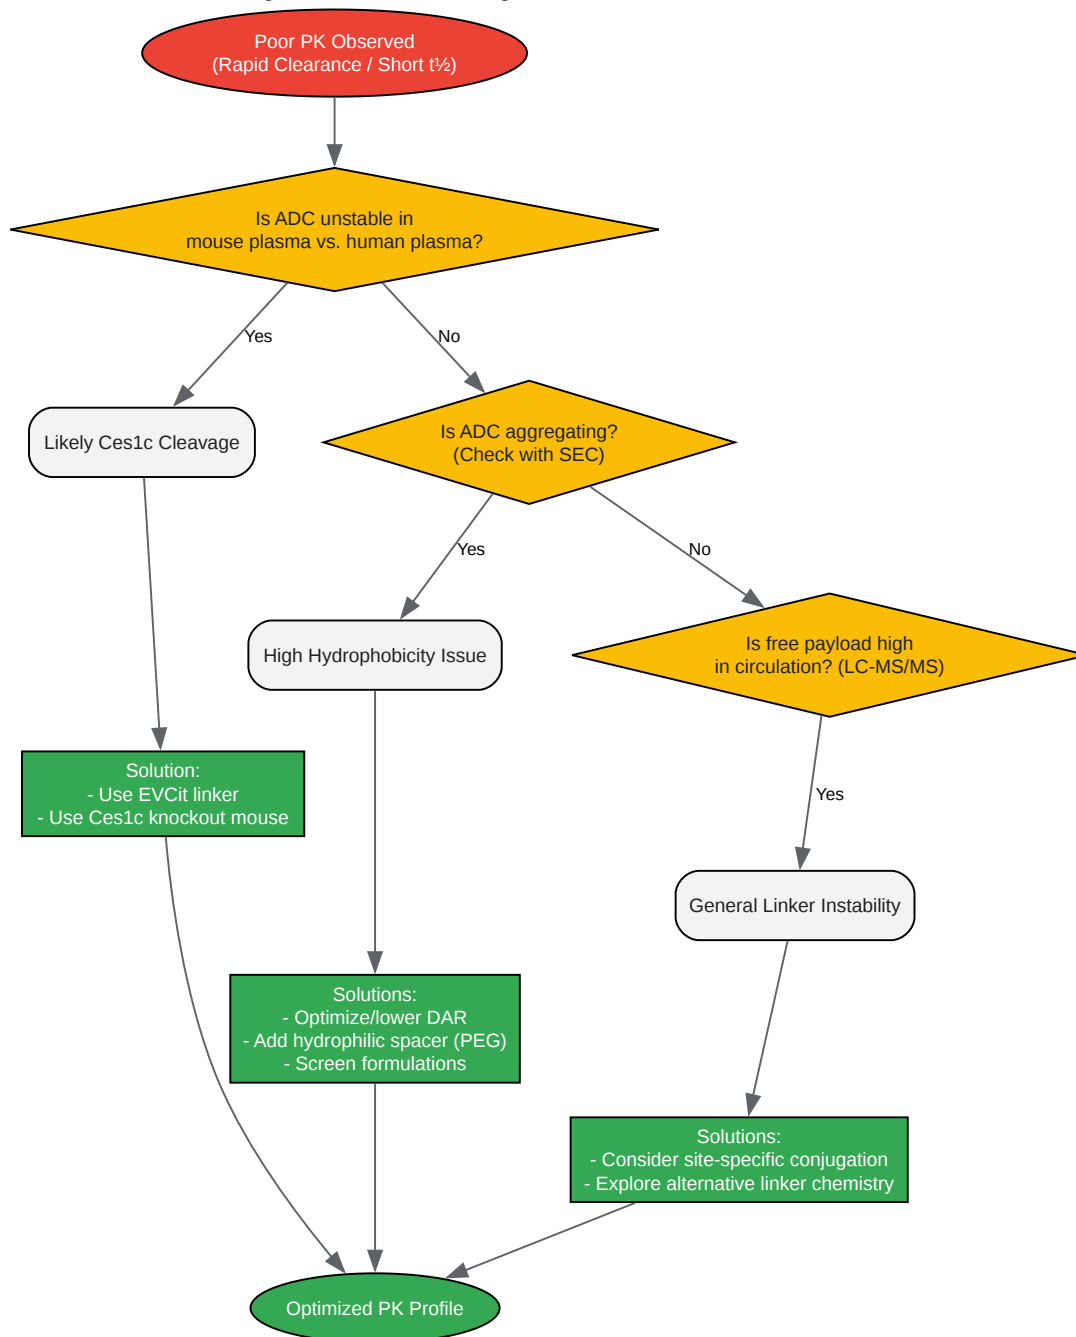 Poor PK Observed
(Rapid Clearance / Short t½)
Is ADC unstable in
mouse plasma vs. human plasma?
Yes
No
Likely Ces1c Cleavage
Is ADC aggregating?
(Check with SEC)
Yes
No
High Hydrophobicity Issue
Is free payload high
in circulation? (LC-MS/MS)
Solution:
- Use EVCit linker
- Use Ces1c knockout mouse
Yes
General Linker Instability
Solutions:
- Optimize/lower DAR
- Add hydrophilic spacer (PEG)
- Screen formulations
Solutions:
- Consider site-specific conjugation
- Explore alternative linker chemistry
Optimized PK Profile